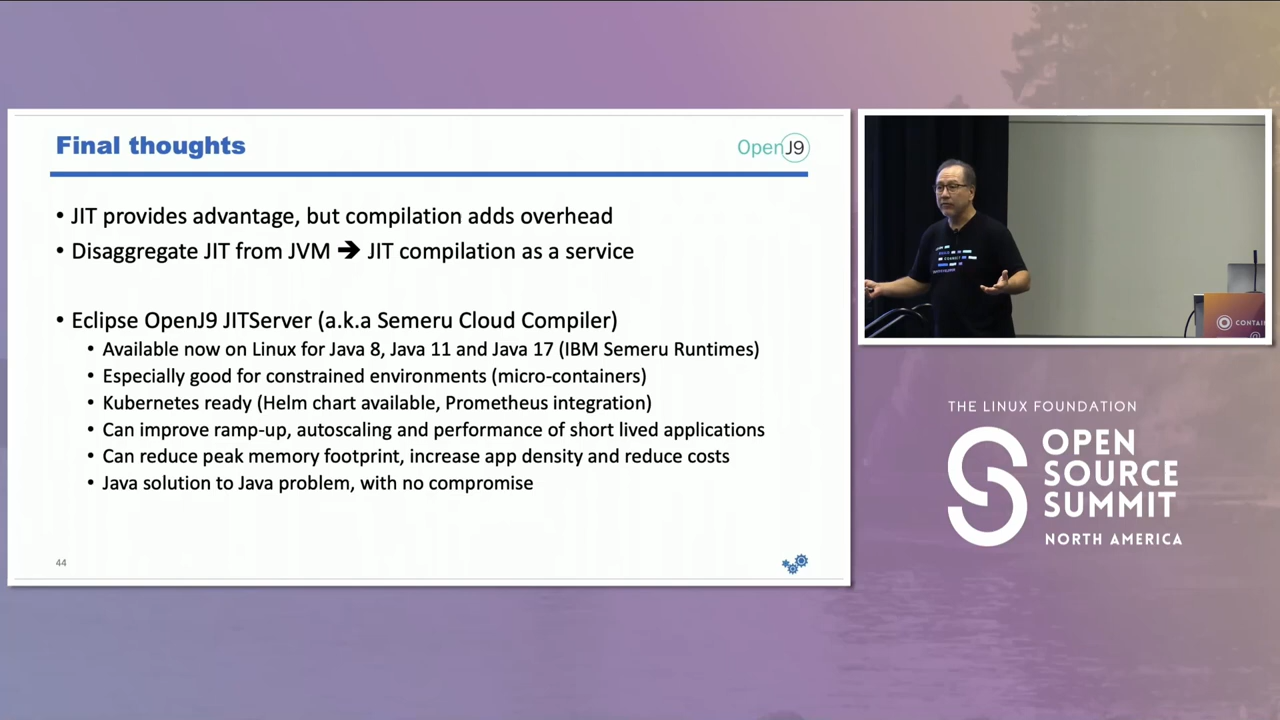 Final thoughts
OpenJ9
• JIT provides advantage, but compilation adds overhead
• Disaggregate JIT from JVM ➔ JIT compilation as a service
• Eclipse OpenJ9 JITServer (a.k.a Semeru Cloud Compiler)
• Available now on Linux for Java 8, Java 11 and Java 17 (IBM Semeru Runtimes)
• Especially good for constrained environments (micro-containers)
• Kubernetes ready (Helm chart available, Prometheus integration)
• Can improve ramp-up, autoscaling and performance of short lived applications
• Can reduce peak memory footprint, increase app density and reduce costs
• Java solution to Java problem, with no compromise
44
CONTAI
THE LINUX FOUNDATION
OPEN
SOURCE
SUMMIT
NORTH AMERICA